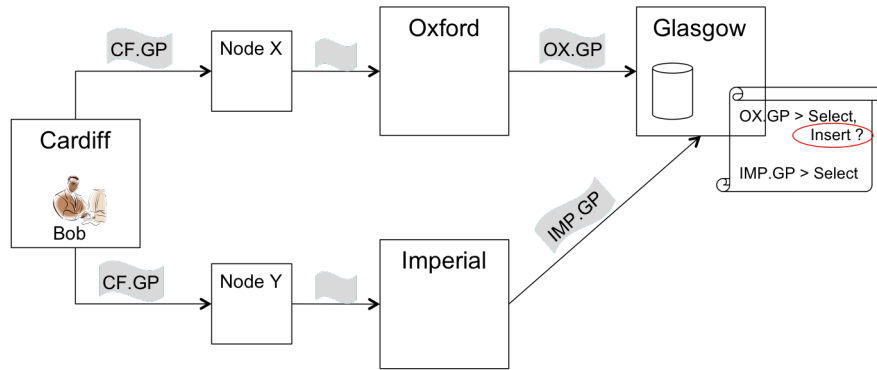 CF.GP
Node X
Oxford
OX.GP
Glasgow
OX.GP > Select,
Insert ?
IMP.GP > Select
Cardiff
Bob
CF.GP
Node Y
Imperial
IMP.GP